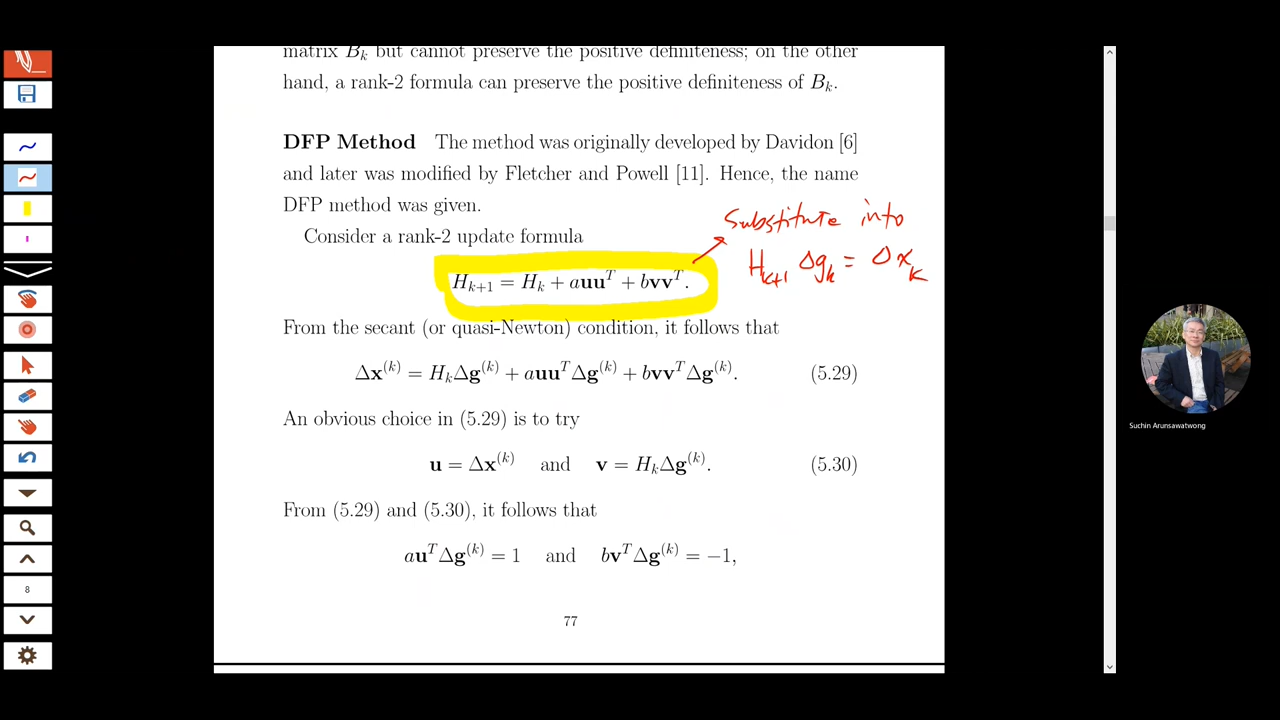 matrix B_k but cannot preserve the positive definiteness; on the other
hand, a rank-2 formula can preserve the positive definiteness of B_k.
DFP Method The method was originally developed by Davidon [6]
and later was modified by Fletcher and Powell [11]. Hence, the name
DFP method was given.
Substitute into
H_{k+1} Δg_k = Δx_k
Consider a rank-2 update formula
H_{k+1} = H_k + auu^T + bvv^T.
From the secant (or quasi-Newton) condition, it follows that
Δx^{(k)} = H_kΔg^{(k)} + auu^TΔg^{(k)} + bvv^TΔg^{(k)}. (5.29)
An obvious choice in (5.29) is to try
u = Δx^{(k)} and v = H_kΔg^{(k)}. (5.30)
From (5.29) and (5.30), it follows that
au^TΔg^{(k)} = 1 and bv^TΔg^{(k)} = −1,
77
8
Suchin Arunsawatwong